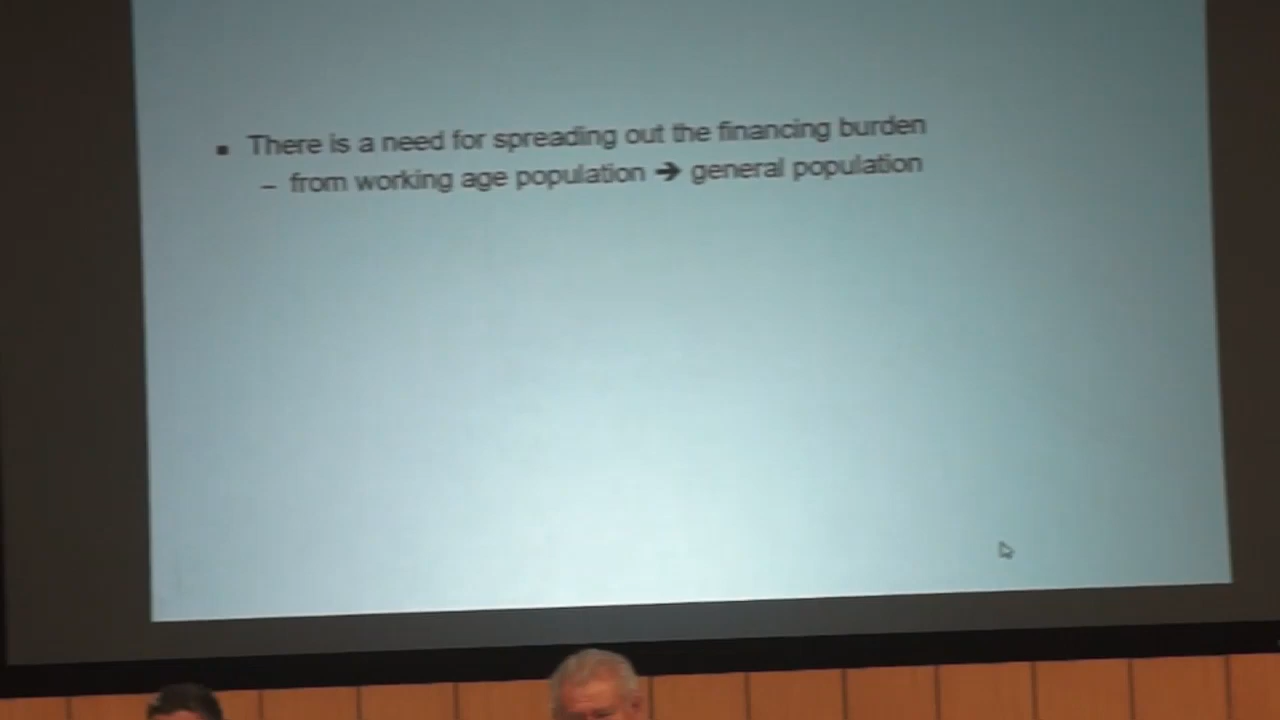 ▪ There is a need for spreading out the financing burden
– from working age population ➔ general population